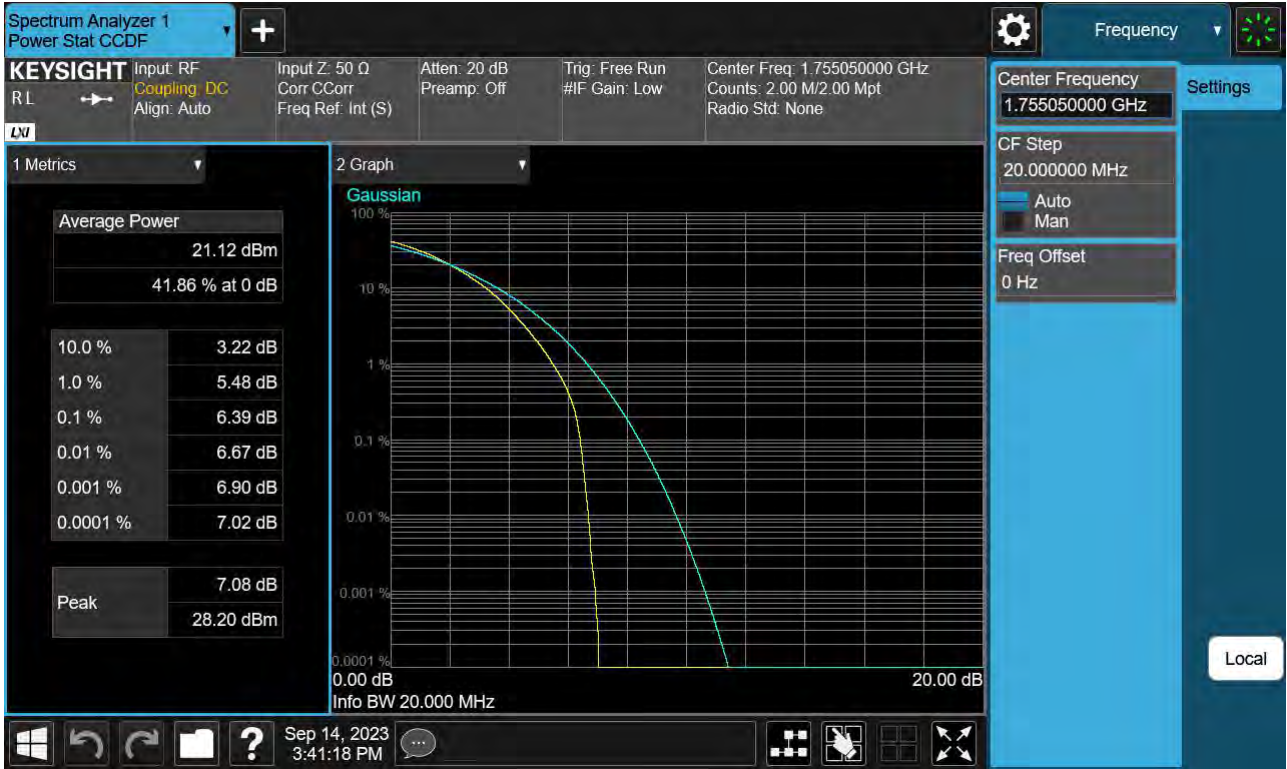 Spectrum Analyzer 1
Power Stat CCDF
+
Frequency
KEYSIGHT
RL
LXI
Input: RF
Coupling: DC
Align: Auto
Input Z: 50 Ω
Corr CCorr
Freq Ref: Int (S)
Atten: 20 dB
Preamp: Off
Trig: Free Run
#IF Gain: Low
Center Freq: 1.755050000 GHz
Counts: 2.00 M/2.00 Mpt
Radio Std: None
Center Frequency
1.755050000 GHz
Settings
CF Step
20.000000 MHz
Auto
Man
Freq Offset
0 Hz
Local
1 Metrics
Average Power
21.12 dBm
41.86 % at 0 dB
10.0 % 3.22 dB
1.0 % 5.48 dB
0.1 % 6.39 dB
0.01 % 6.67 dB
0.001 % 6.90 dB
0.0001 % 7.02 dB
Peak
7.08 dB
28.20 dBm
2 Graph
Gaussian
100 %
10 %
1 %
0.1 %
0.01 %
0.001 %
0.0001 %
0.00 dB 20.00 dB
Info BW 20.000 MHz
?
Sep 14, 2023
3:41:18 PM